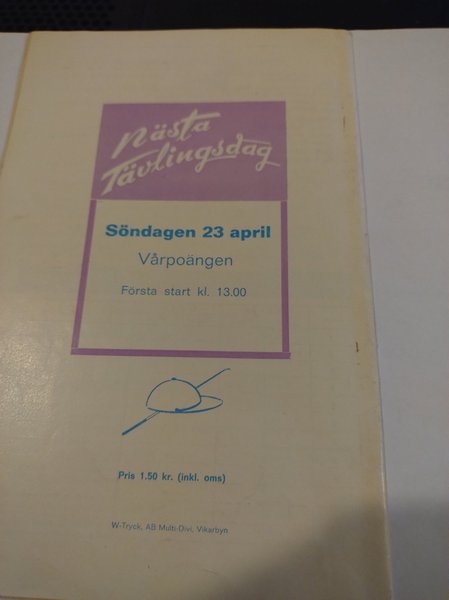 Nästa
Tävlingsdag
Söndagen 23 april
Vårpoängen
Första start kl. 13.00
Pris 1.50 kr. (inkl. oms)
W-Tryck, AB Multi-Divi, Vikarbyn